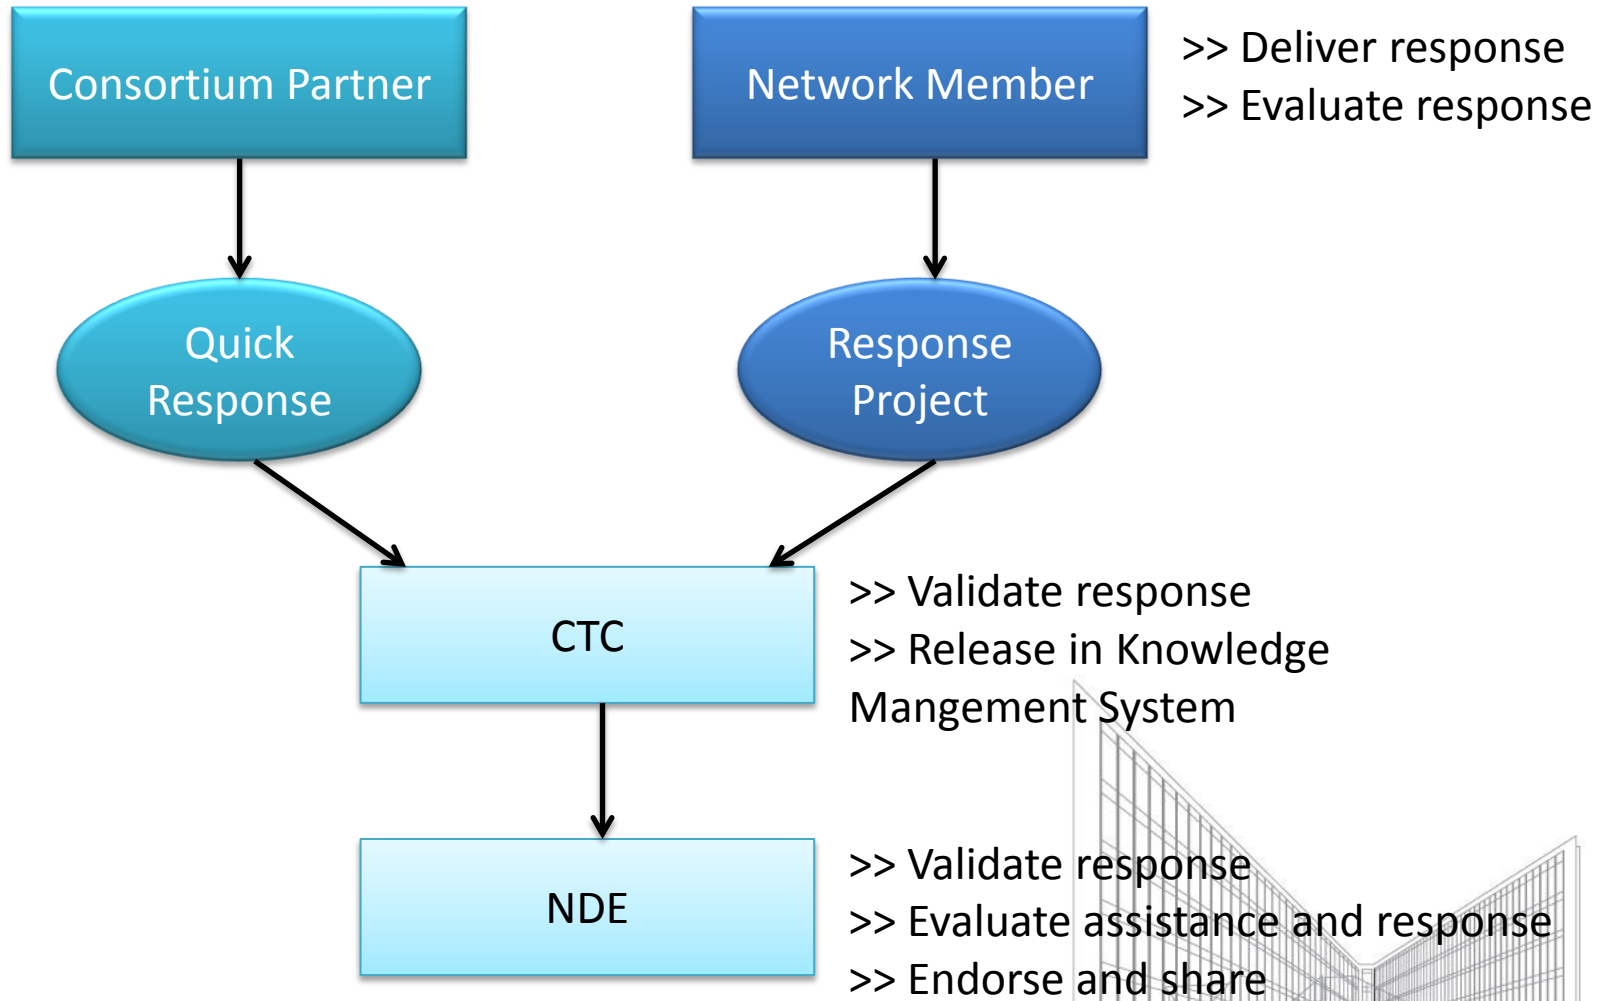 Consortium Partner
Network Member
>> Deliver response
>> Evaluate response
Quick
Response
Response
Project
CTC
>> Validate response
>> Release in Knowledge
Mangement System
NDE
>> Validate response
>> Evaluate assistance and response
>> Endorse and share